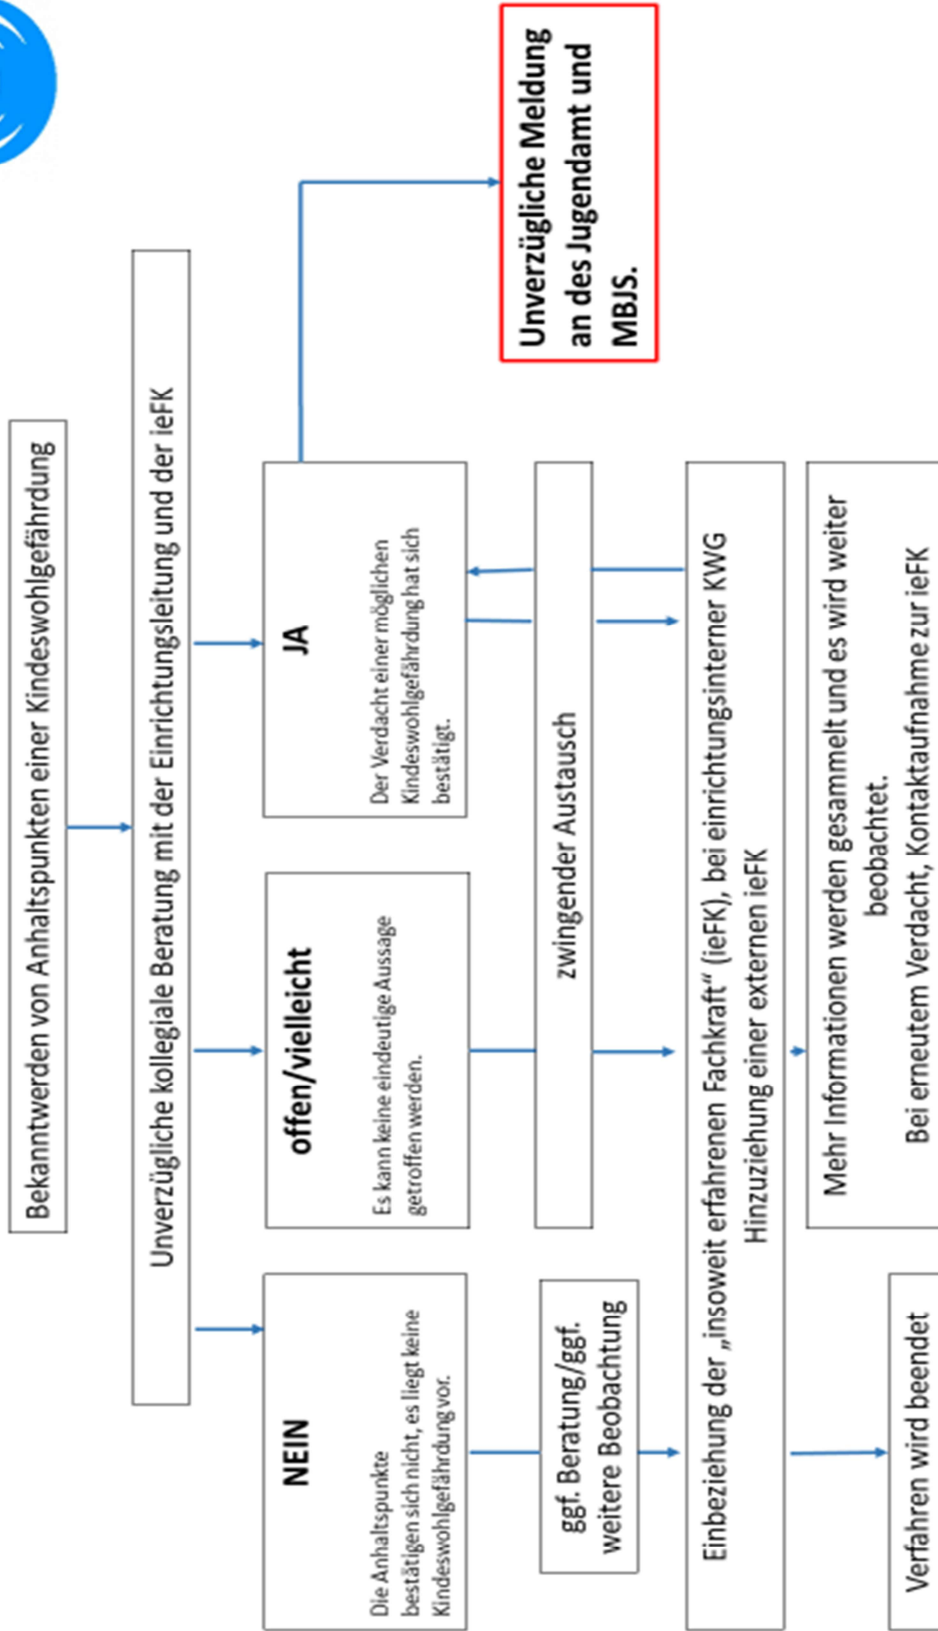 Bekanntwerden von Anhaltspunkten einer Kindeswohlgefährdung
Unverzügliche kollegiale Beratung mit der Einrichtungsleitung und der ieFK
NEIN
Die Anhaltspunkte
bestätigen sich nicht, es liegt keine
Kindeswohlgefährdung vor.
offen/vielleicht
Es kann keine eindeutige Aussage
getroffen werden.
JA
Der Verdacht einer möglichen
Kindeswohlgefährdung hat sich
bestätigt.
Unverzügliche Meldung
an des Jugendamt und
MBJS.
ggf. Beratung/ggf.
weitere Beobachtung
zwingender Austausch
Einbeziehung der „insoweit erfahrenen Fachkraft“ (ieFK), bei einrichtungsinterner KWG
Hinzuziehung einer externen ieFK
Verfahren wird beendet
Mehr Informationen werden gesammelt und es wird weiter
beobachtet.
Bei erneutem Verdacht, Kontaktaufnahme zur ieFK